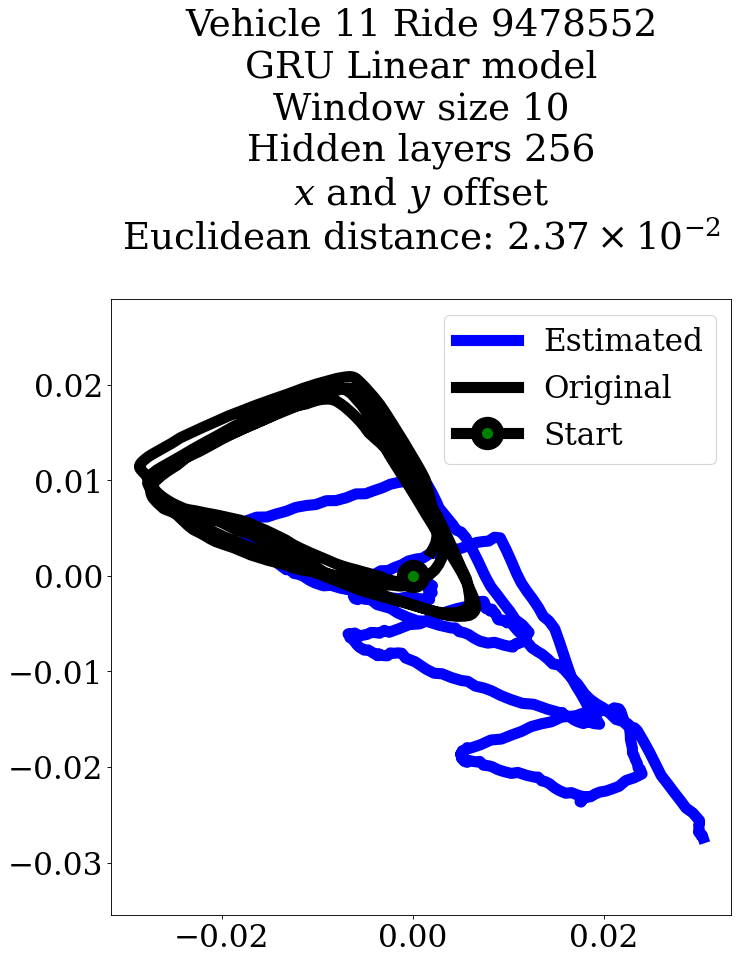 Vehicle 11 Ride 9478552
GRU Linear model
Window size 10
Hidden layers 256
x and y offset
Euclidean distance: 2.37 × 10⁻²
Estimated
Original
Start
0.02
0.01
0.00
−0.01
−0.02
−0.03
−0.02
0.00
0.02